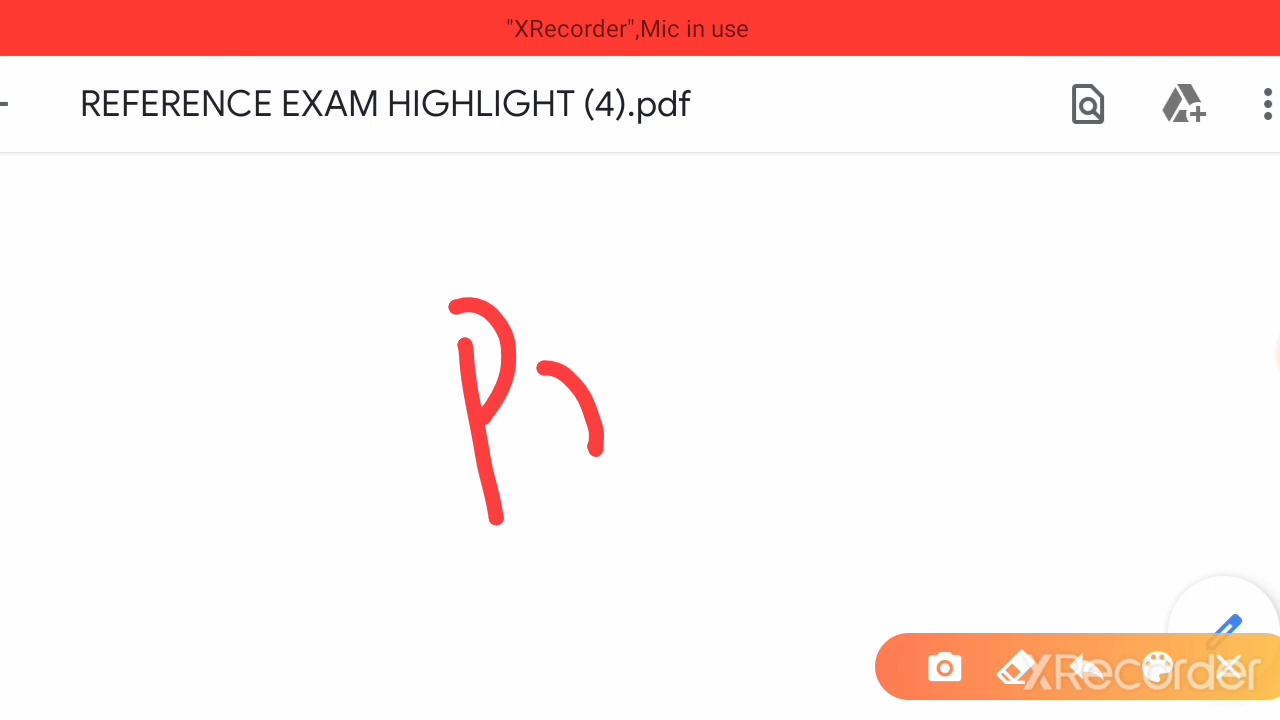 "XRecorder",Mic in use
REFERENCE EXAM HIGHLIGHT (4).pdf
P
XRecorder